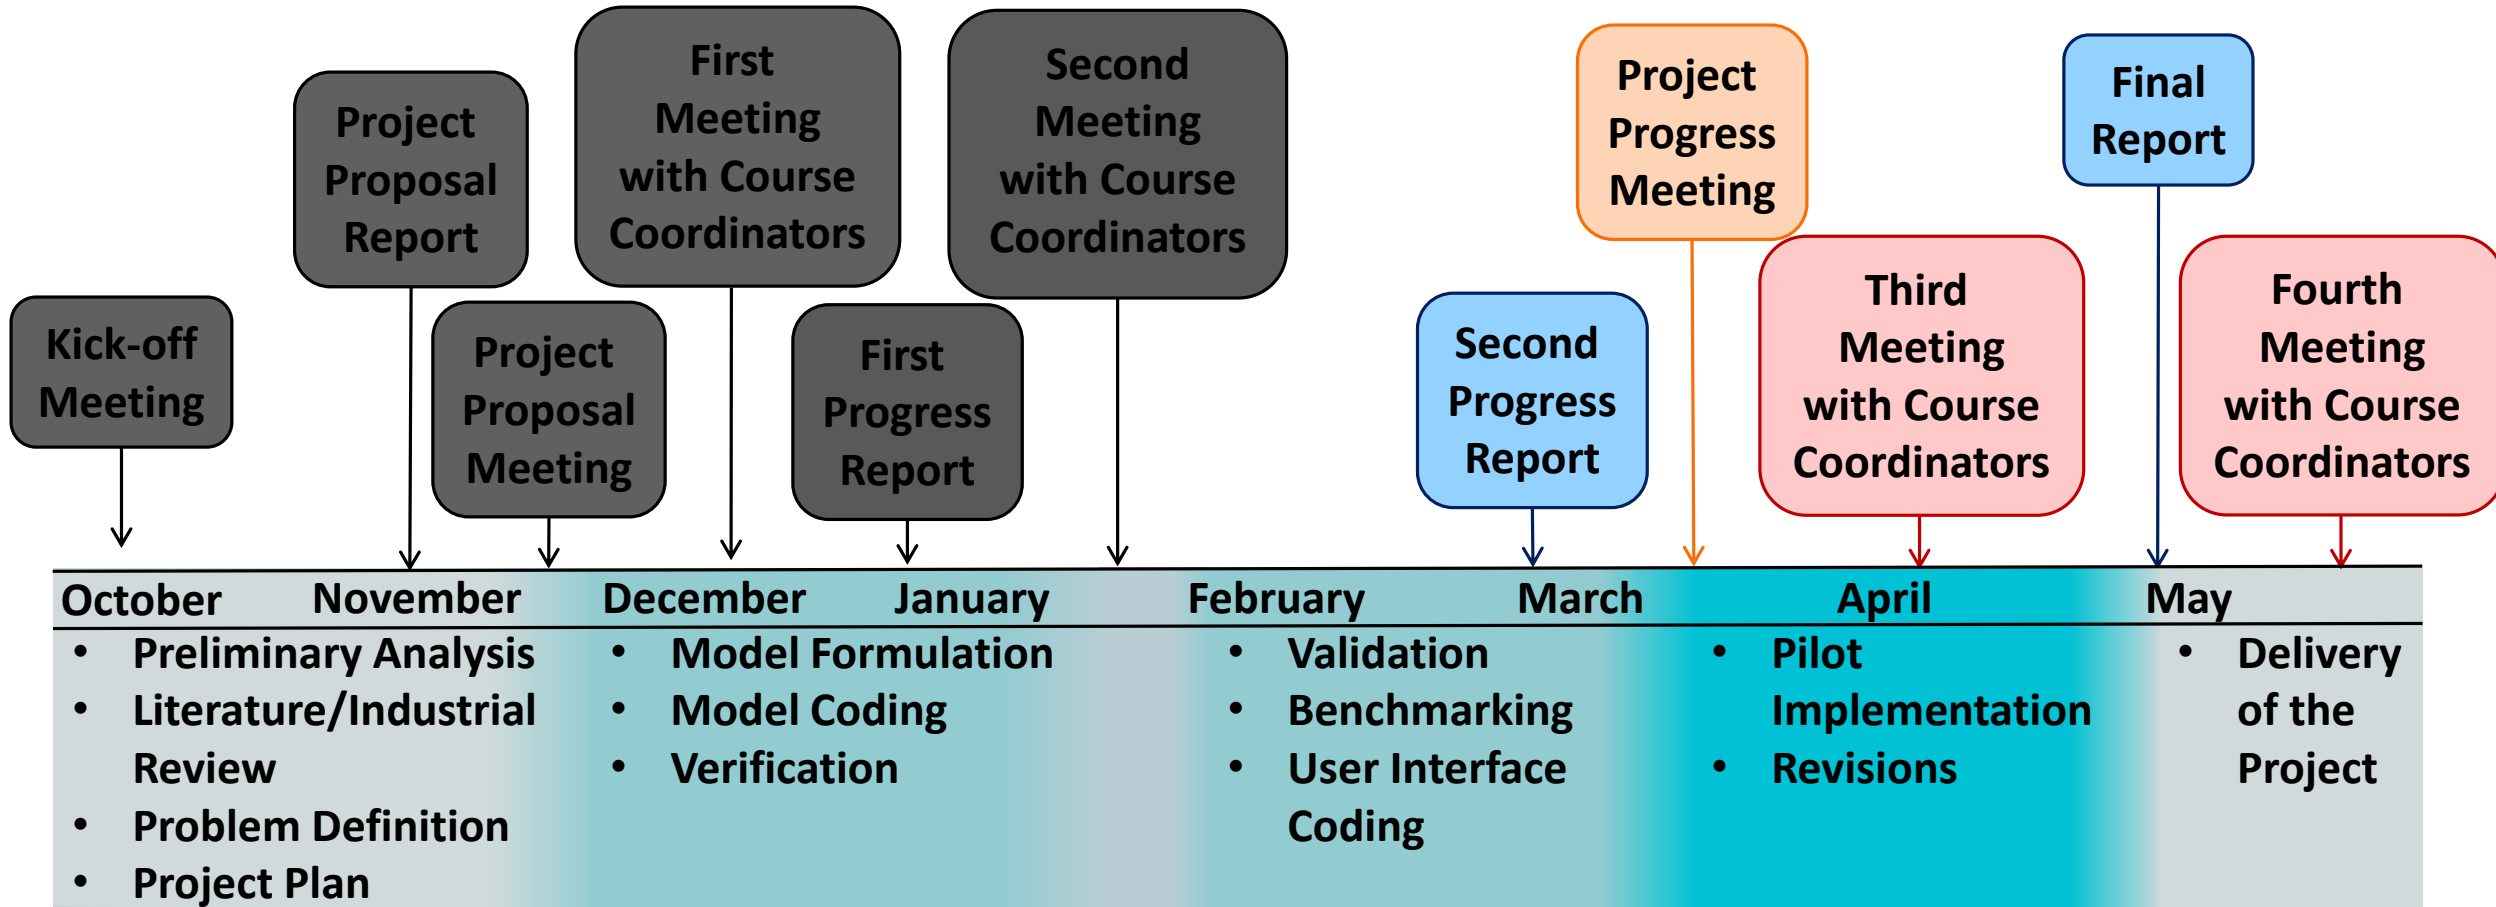 Kick-off
Meeting
Project
Proposal
Report
Project
Proposal
Meeting
First
Meeting
with Course
Coordinators
First
Progress
Report
Second
Meeting
with Course
Coordinators
Second
Progress
Report
Project
Progress
Meeting
Third
Meeting
with Course
Coordinators
Final
Report
Fourth
Meeting
with Course
Coordinators
October November December January February March April May
• Preliminary Analysis
• Literature/Industrial
Review
• Problem Definition
• Project Plan
• Model Formulation
• Model Coding
• Verification
• Validation
• Benchmarking
• User Interface
Coding
• Pilot
Implementation
• Revisions
• Delivery
of the
Project